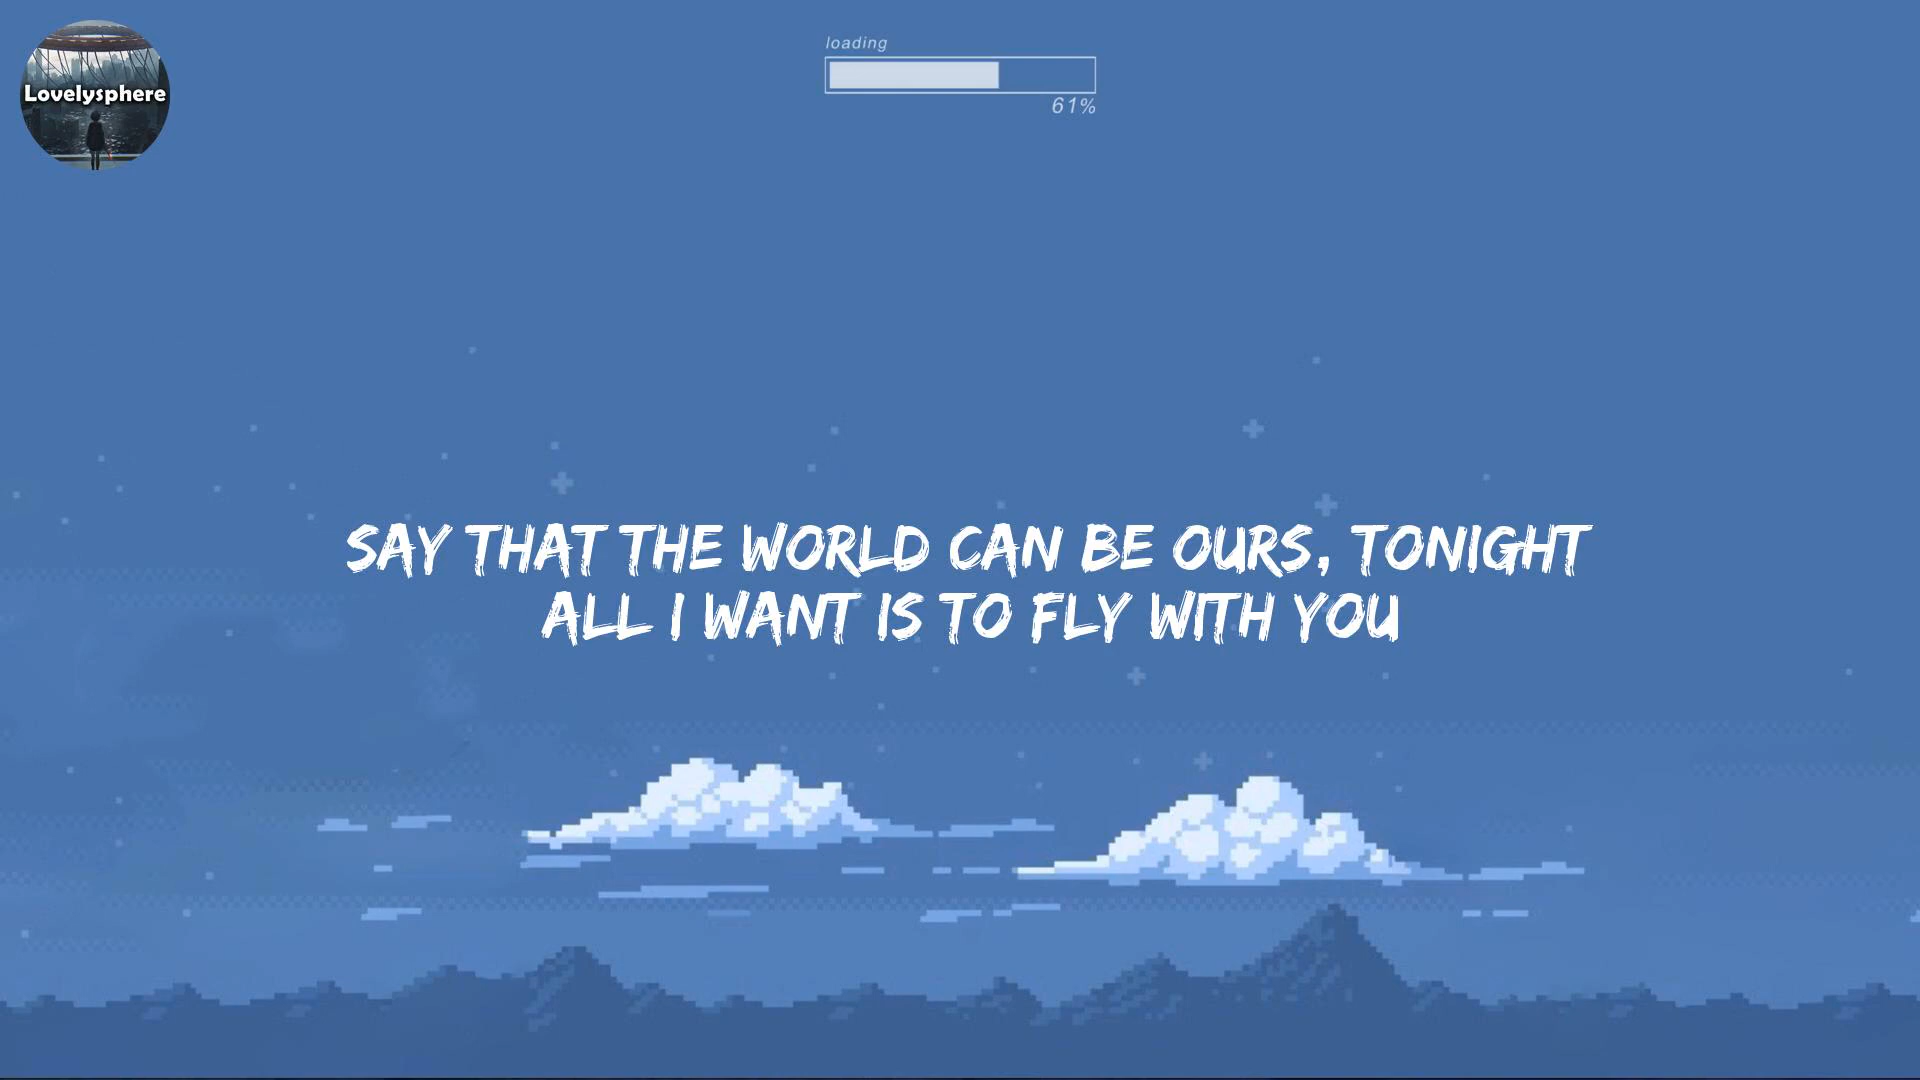 Lovelysphere
loading
61%
SAY THAT THE WORLD CAN BE OURS, TONIGHT
ALL I WANT IS TO FLY WITH YOU